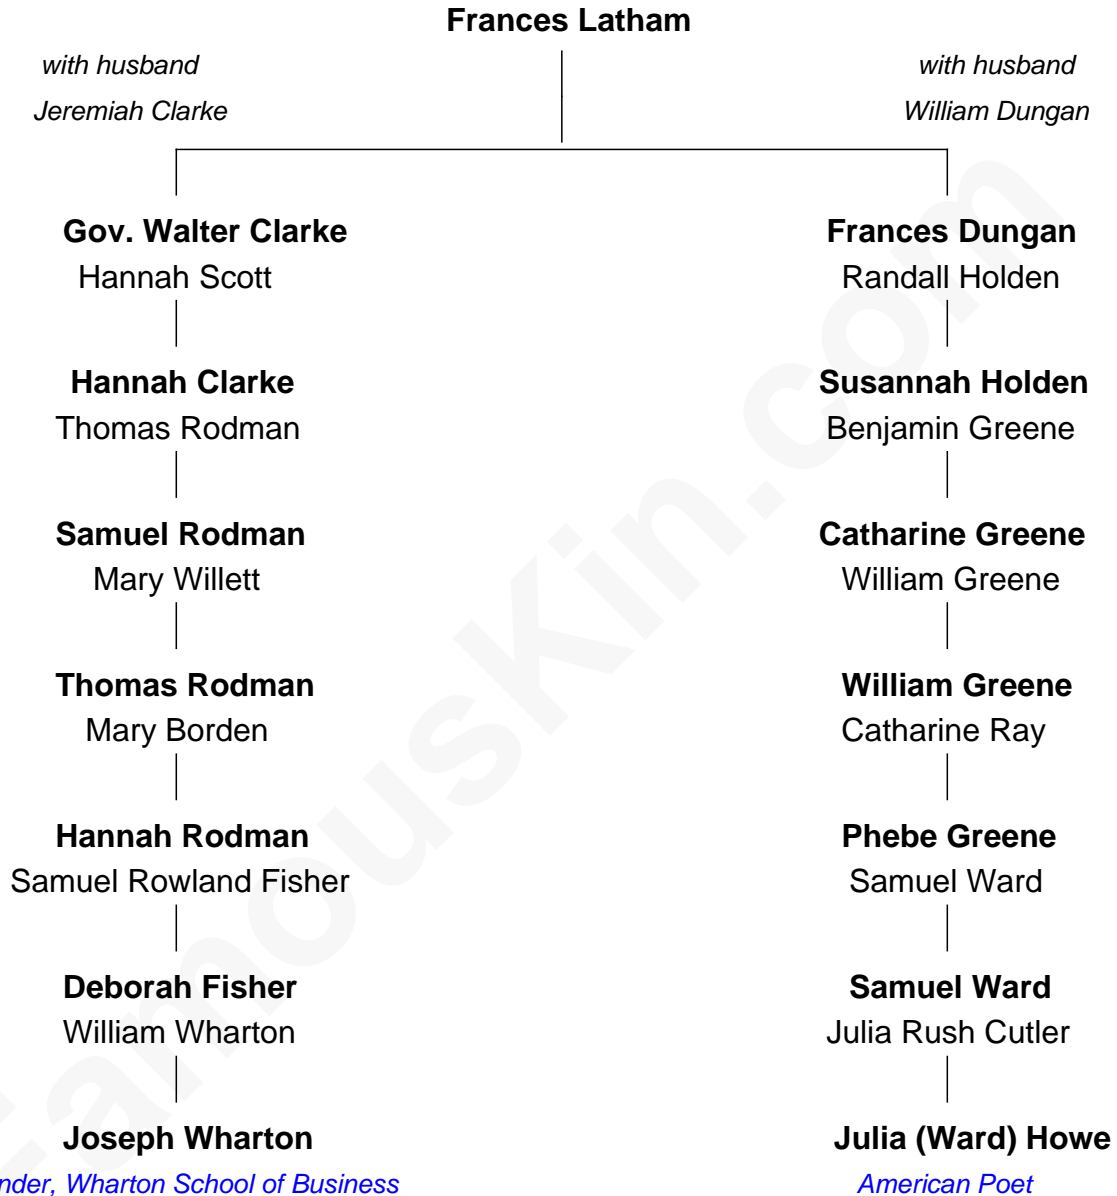 Frances Latham
with husband
Jeremiah Clarke
with husband
William Dungan
Gov. Walter Clarke
Hannah Scott
Frances Dungan
Randall Holden
Hannah Clarke
Thomas Rodman
Susannah Holden
Benjamin Greene
Samuel Rodman
Mary Willett
Catharine Greene
William Greene
Thomas Rodman
Mary Borden
William Greene
Catharine Ray
Hannah Rodman
Samuel Rowland Fisher
Phebe Greene
Samuel Ward
Deborah Fisher
William Wharton
Samuel Ward
Julia Rush Cutler
Joseph Wharton
nder, Wharton School of Business
Julia (Ward) Howe
American Poet
FamousKin.com